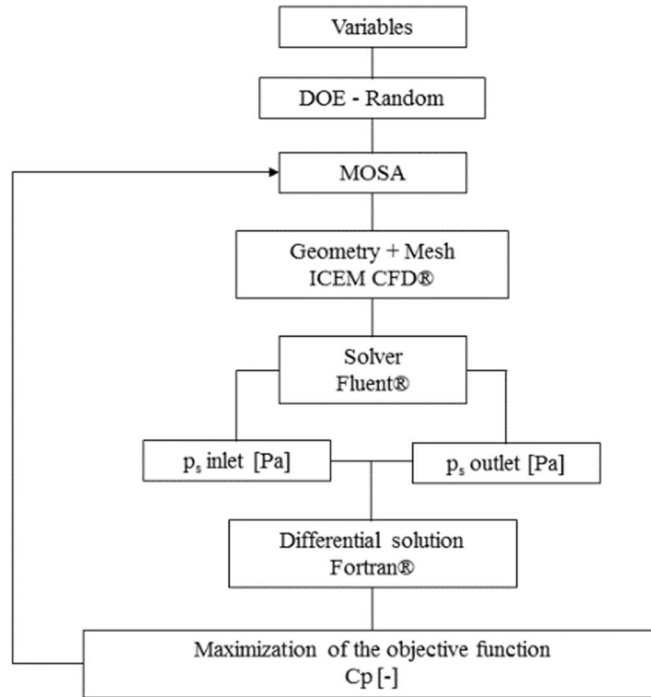 Variables
DOE - Random
MOSA
Geometry + Mesh
ICEM CFD®
Solver
Fluent®
pₛ inlet [Pa]
pₛ outlet [Pa]
Differential solution
Fortran®
Maximization of the objective function
Cp [-]